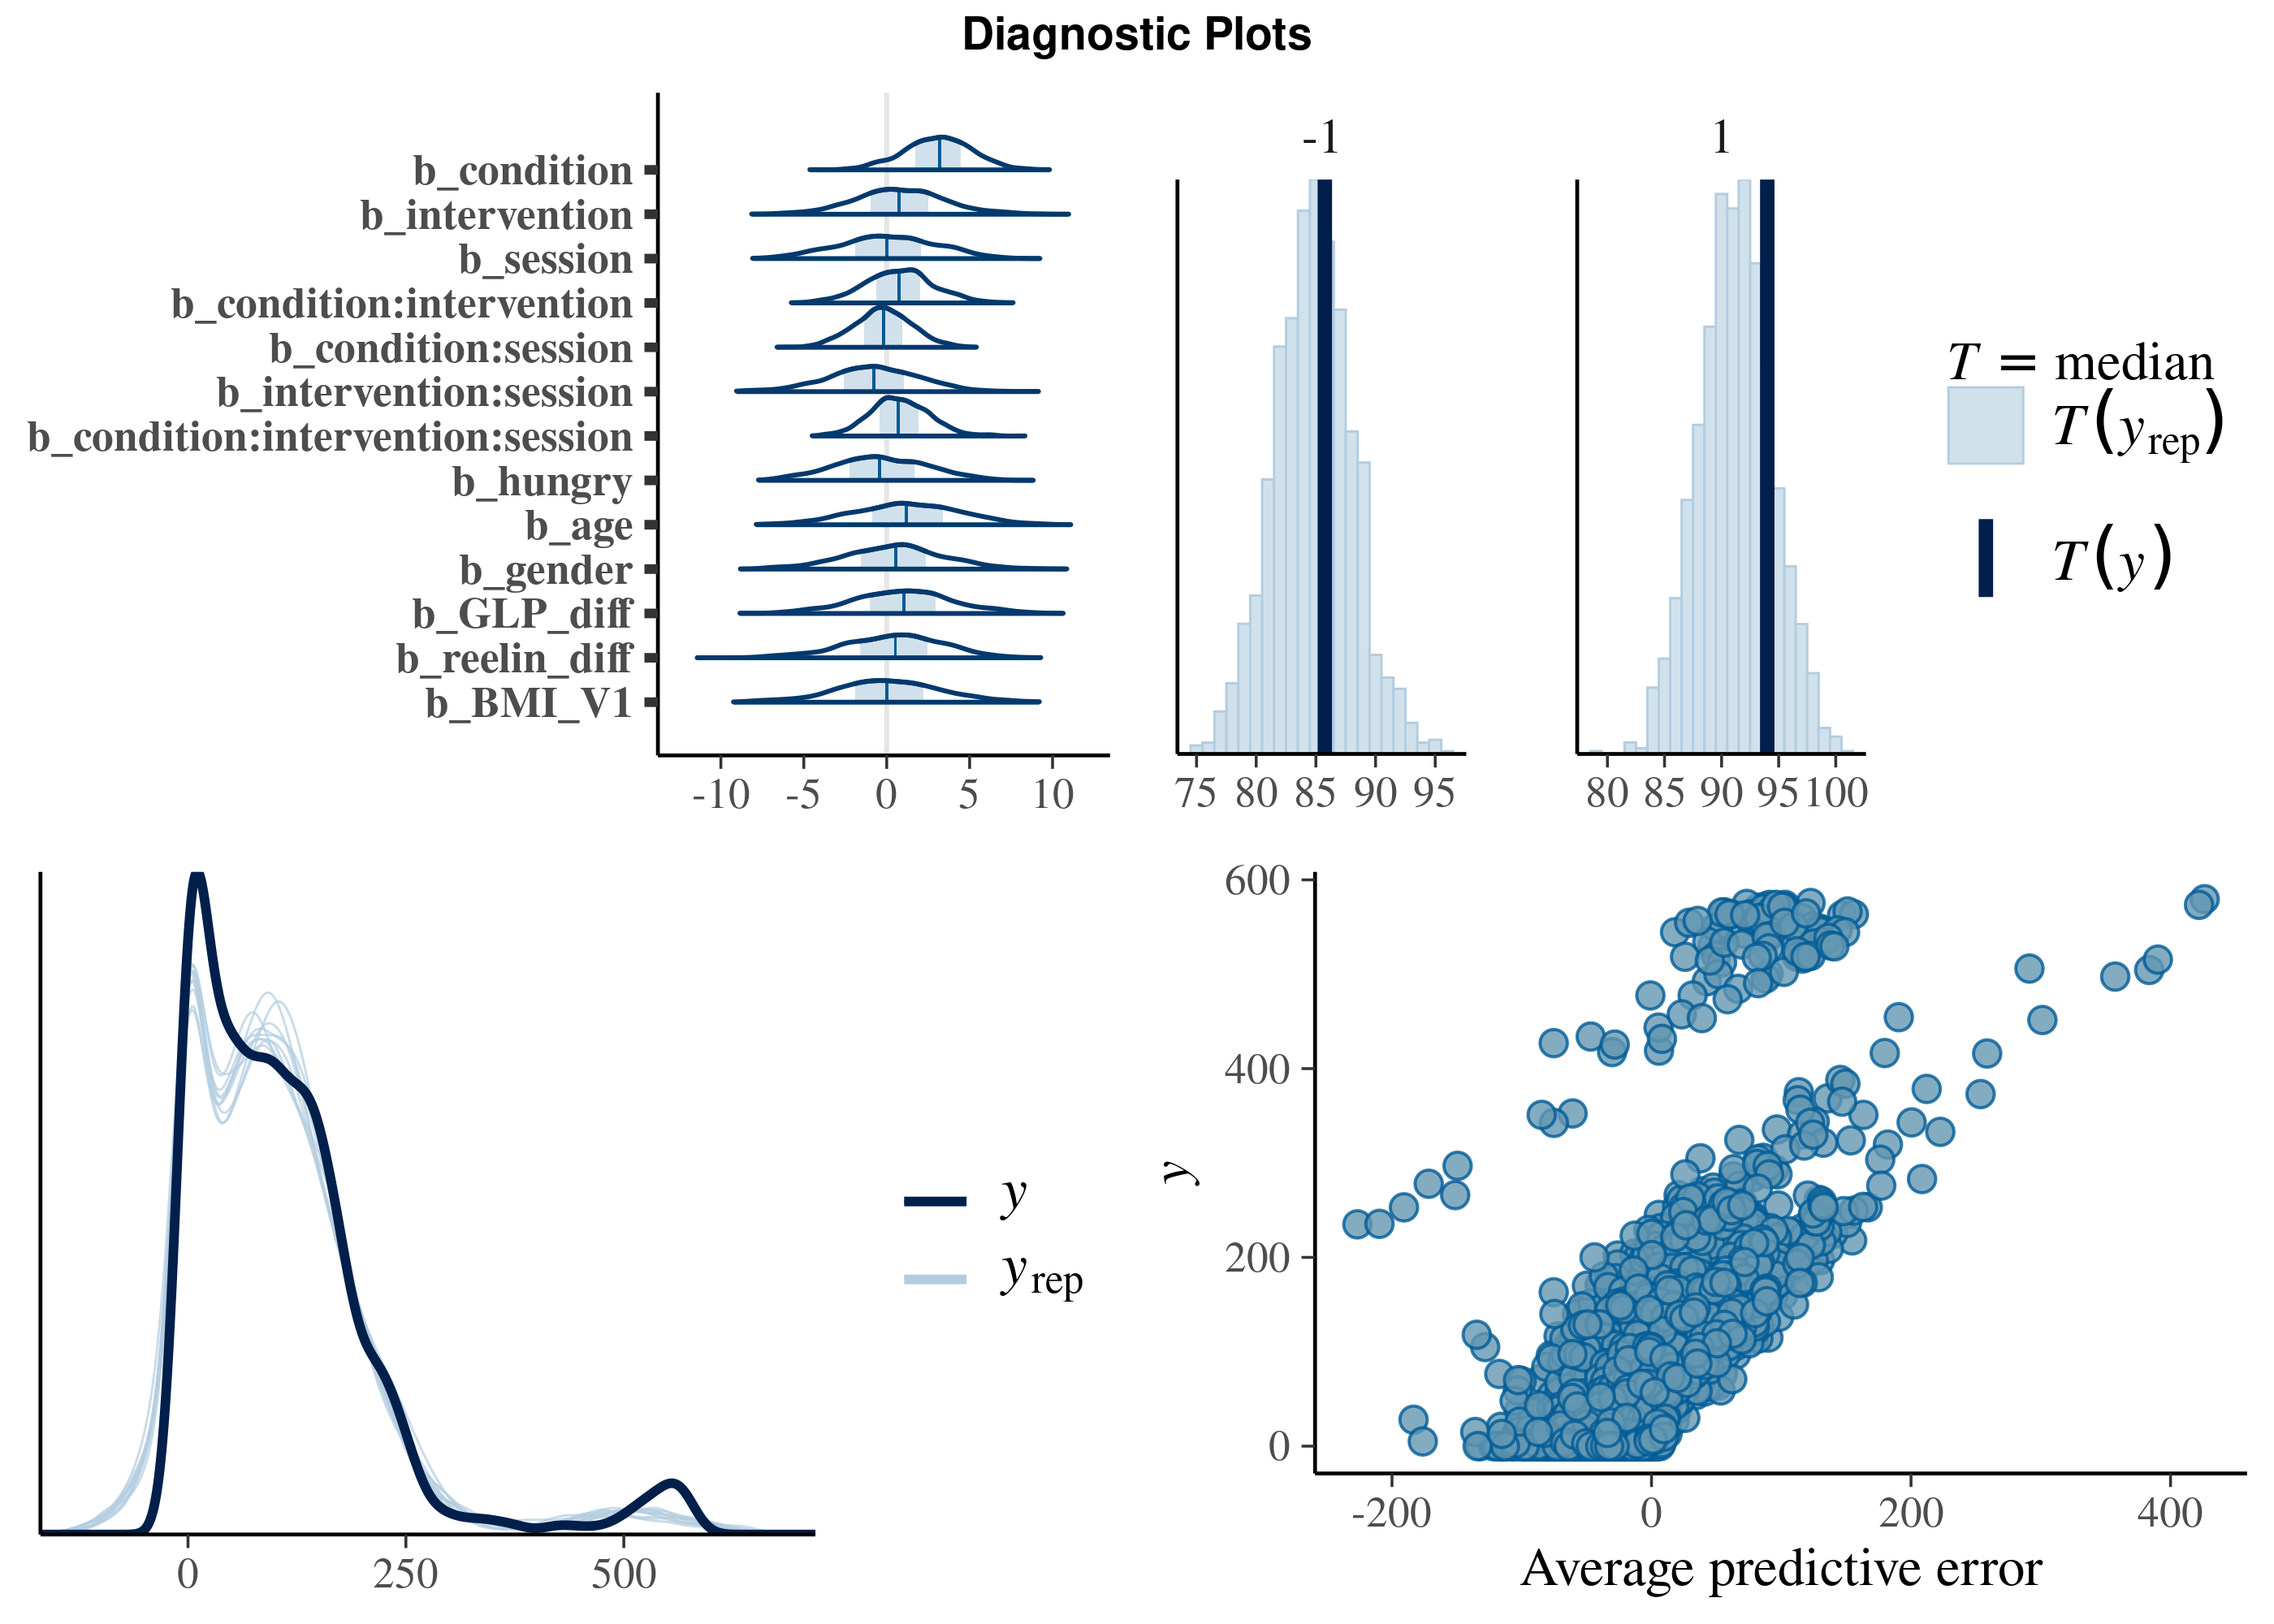 Diagnostic Plots
b_condition
b_intervention
b_session
b_condition:intervention
b_condition:session
b_intervention:session
b_condition:intervention:session
b_hungry
b_age
b_gender
b_GLP_diff
b_reelin_diff
b_BMI_V1
-10 -5 0 5 10
-1
75 80 85 90 95
1
80 85 90 95 100
T = median
T(yrep)
T(y)
0 250 500
y
yrep
600
400
200
0
y
-200 0 200 400
Average predictive error